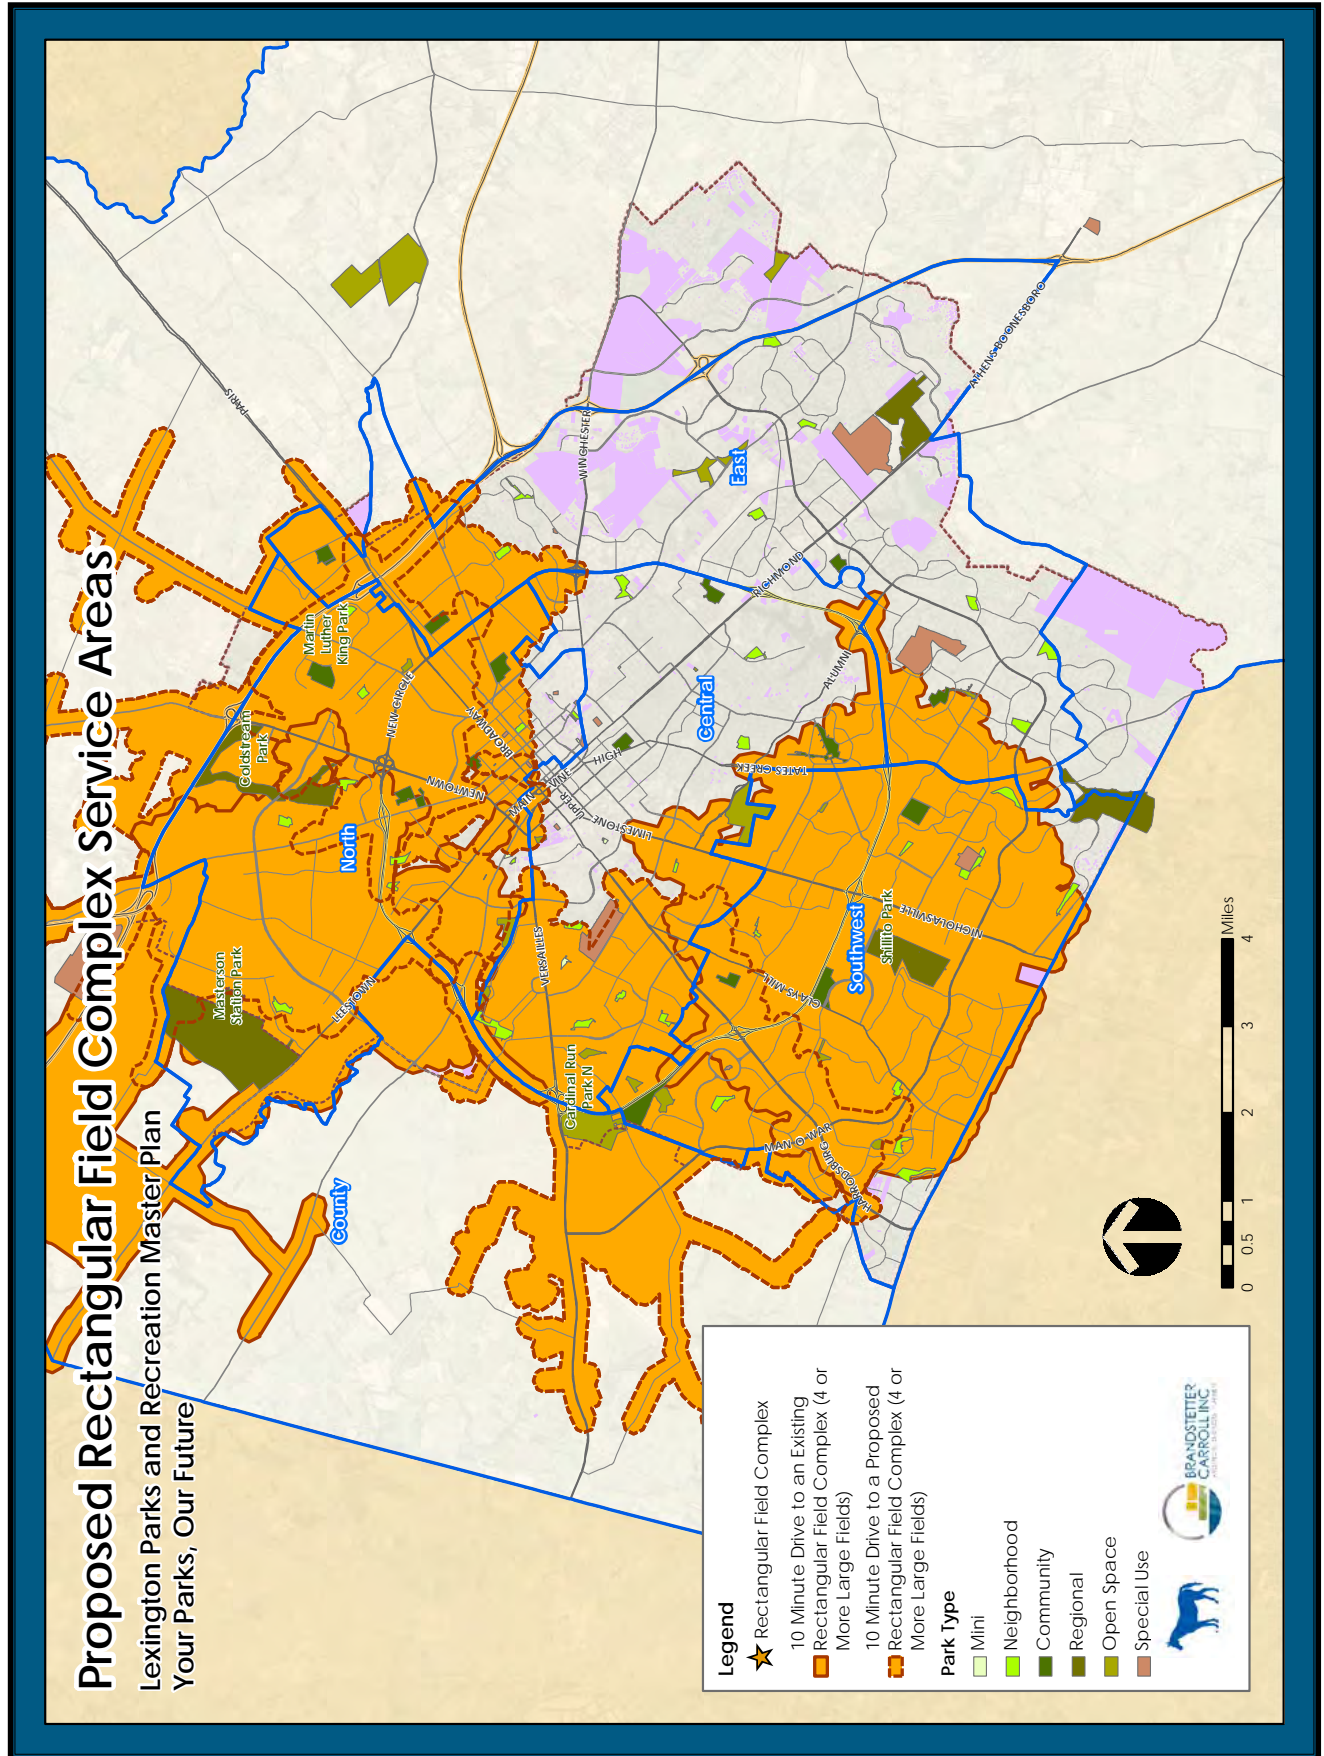 Proposed Rectangular Field Complex Service Areas
Lexington Parks and Recreation Master Plan
Your Parks, Our Future
PARIS
Martin
Luther
King Park
Coldstream
Park
NEW CIRCLE
BROADWAY
NEWTOWN
North
Masterson
Station Park
LEESTOWN
County
WINCHESTER
East
ATHENS BOONESBORO
RICHMOND
Central
ALUMNI
TATES CREEK
HIGH
VINE
MAIN
UPPER
LIMESTONE
VERSAILLES
Cardinal Run
Park N
Southwest
Shillito Park
NICHOLASVILLE
CLAYS MILL
MAN O WAR
HARRODSBURG
0 0.5 1 2 3 4
Miles
Legend
Rectangular Field Complex
10 Minute Drive to an Existing
Rectangular Field Complex (4 or
More Large Fields)
10 Minute Drive to a Proposed
Rectangular Field Complex (4 or
More Large Fields)
Park Type
Mini
Neighborhood
Community
Regional
Open Space
Special Use
BRANDSTETTER
CARROLL INC